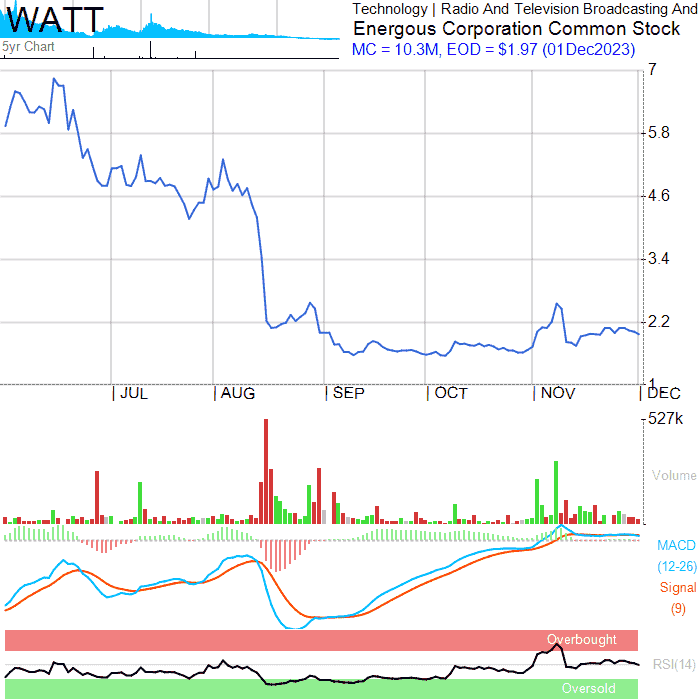 WATT
Technology | Radio And Television Broadcasting And
Energous Corporation Common Stock
5yr Chart
MC = 10.3M, EOD = $1.97 (01Dec2023)
7
5.8
4.6
3.4
2.2
1
| JUL | AUG | SEP | OCT | NOV | DEC
527k
Volume
MACD
(12-26)
Signal
(9)
Overbought
RSI(14)
Oversold